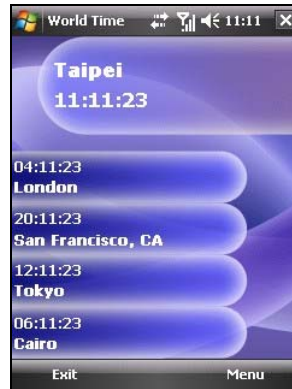 World Time 11:11
Taipei
11:11:23
04:11:23
London
20:11:23
San Francisco, CA
12:11:23
Tokyo
06:11:23
Cairo
Exit Menu